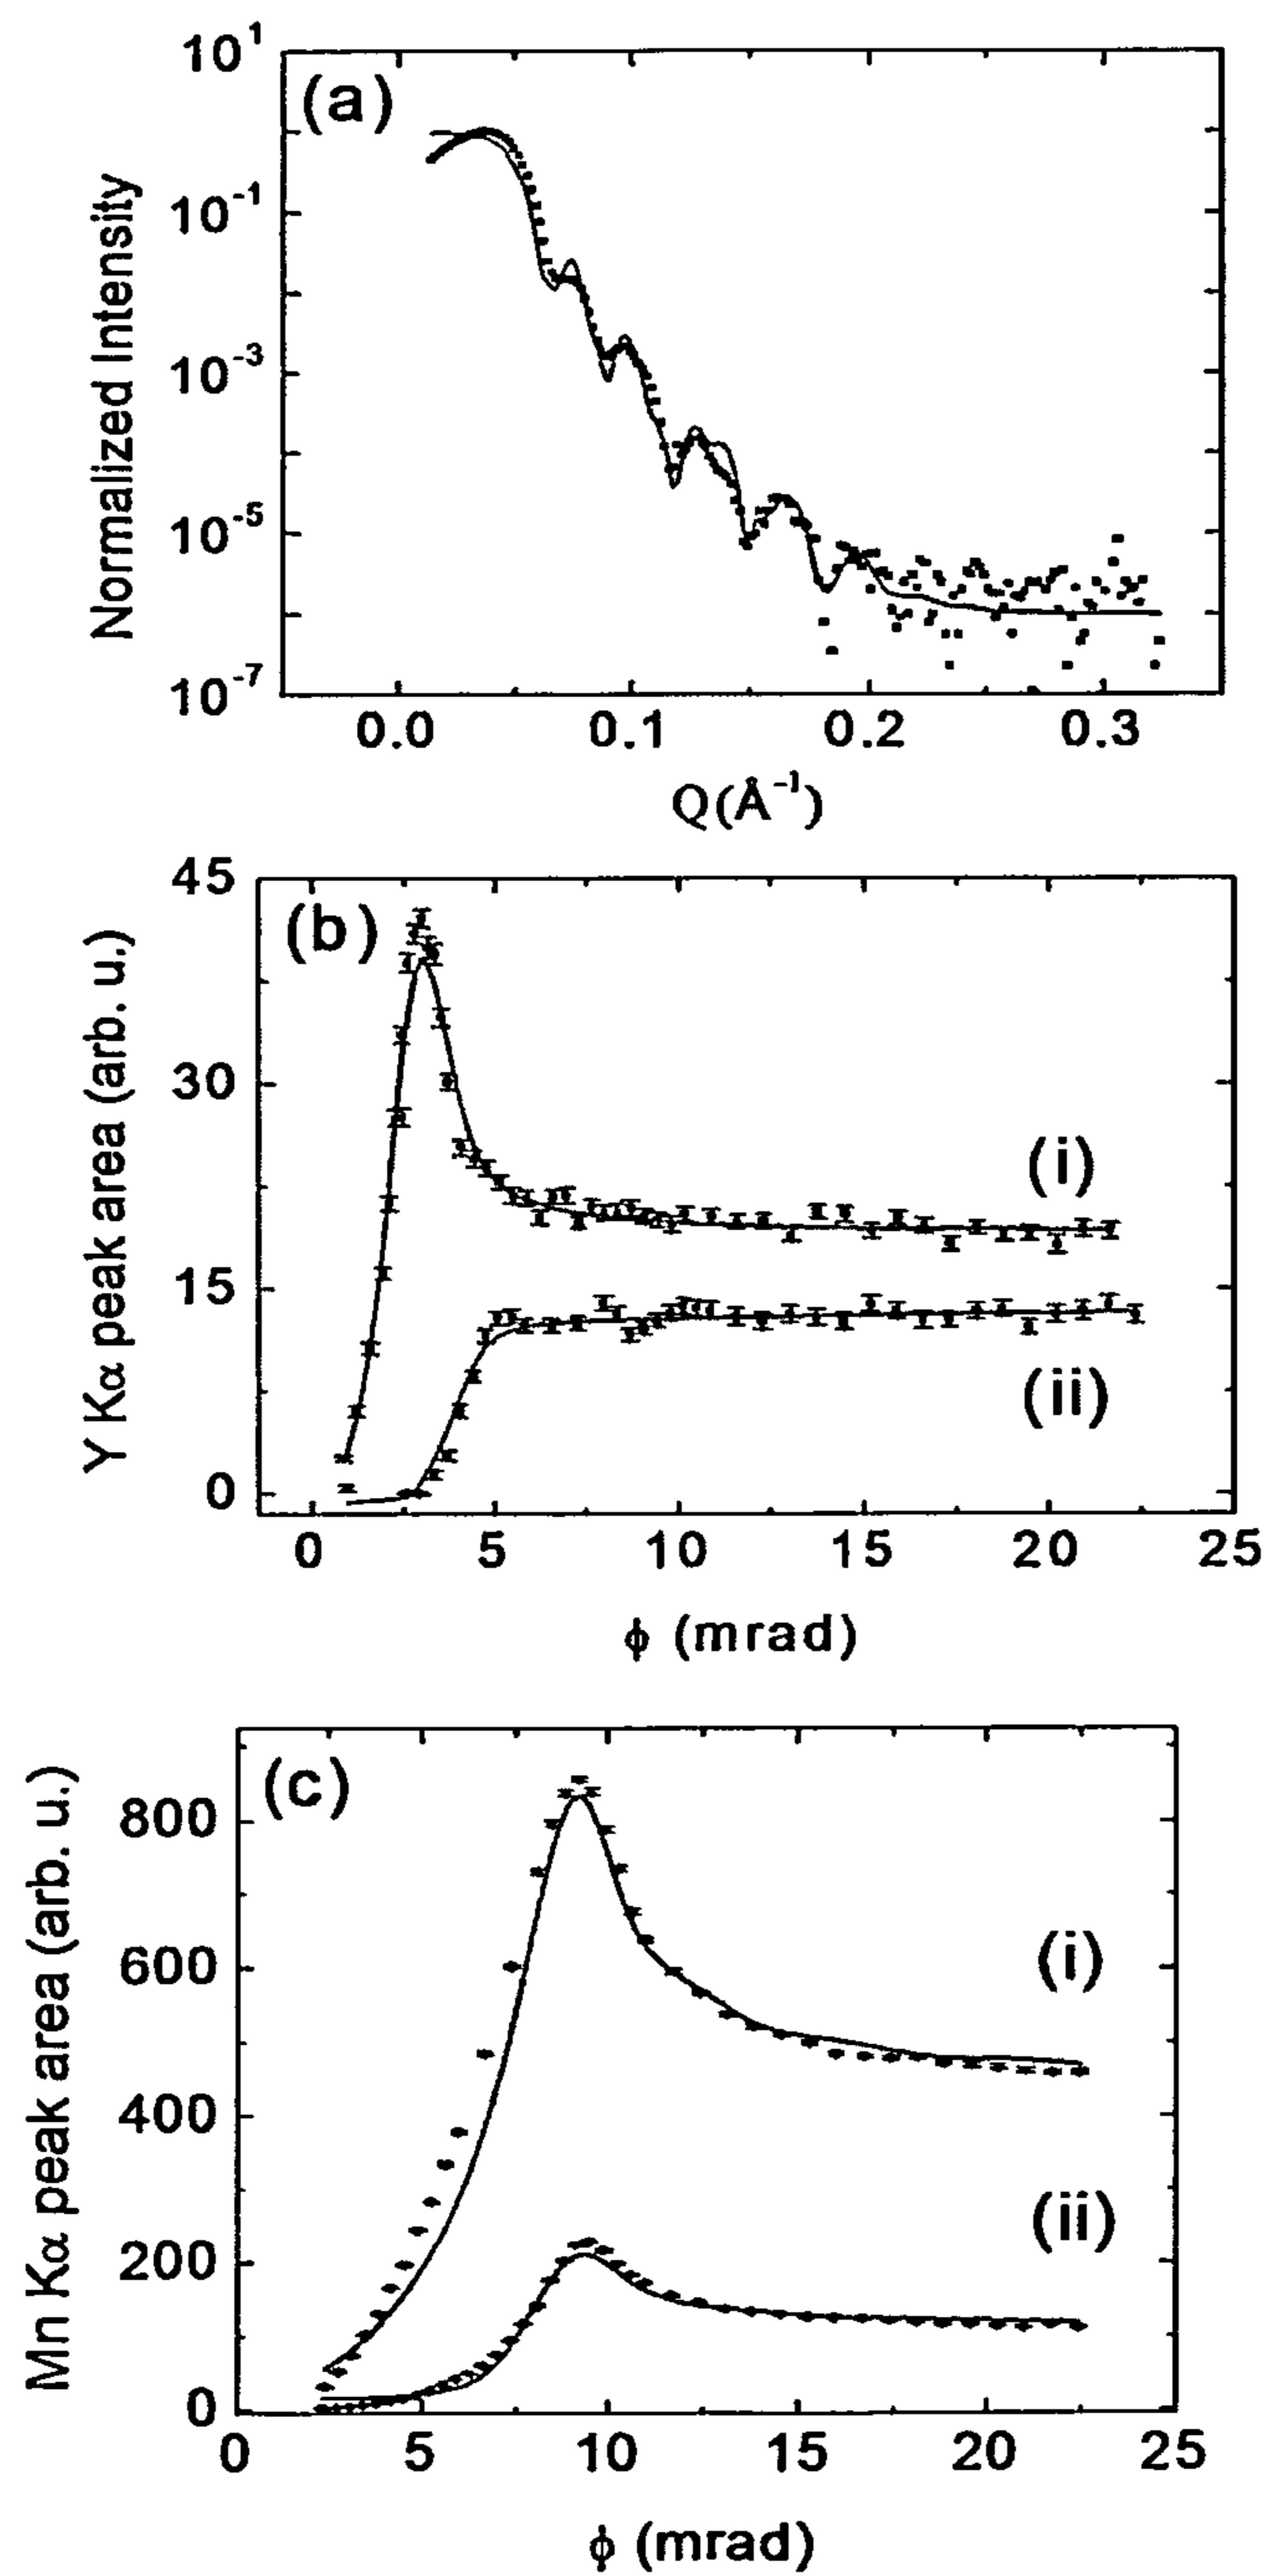 (a)
Normalized Intensity
10¹
10⁻¹
10⁻³
10⁻⁵
10⁻⁷
0.0 0.1 0.2 0.3
Q(Å⁻¹)
(b)
Y Kα peak area (arb. u.)
45
30
15
0
(i)
(ii)
0 5 10 15 20 25
ϕ (mrad)
(c)
Mn Kα peak area (arb. u.)
800
600
400
200
0
(i)
(ii)
0 5 10 15 20 25
ϕ (mrad)